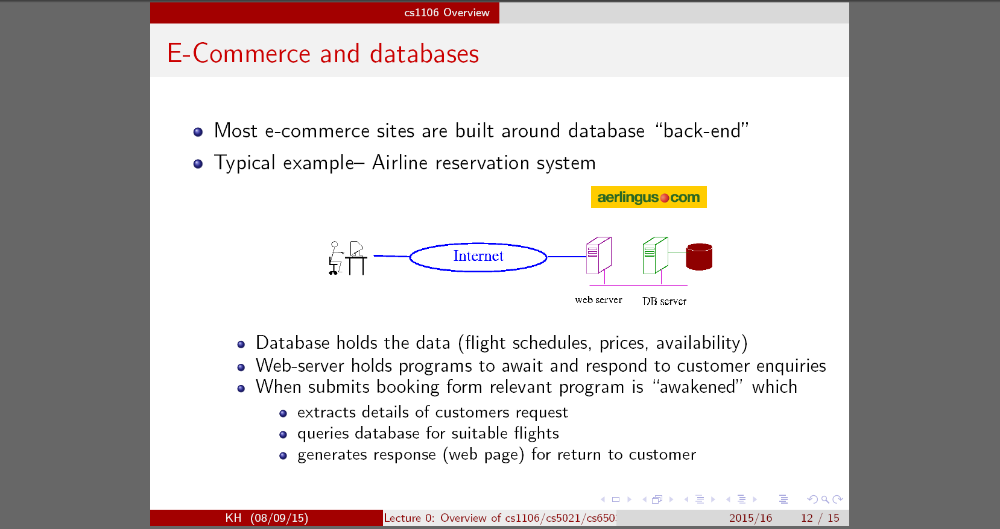 cs1106 Overview
E-Commerce and databases
Most e-commerce sites are built around database “back-end”
Typical example– Airline reservation system
aerlingus.com
Internet
web server
DB server
Database holds the data (flight schedules, prices, availability)
Web-server holds programs to await and respond to customer enquiries
When submits booking form relevant program is “awakened” which
extracts details of customers request
queries database for suitable flights
generates response (web page) for return to customer
KH (08/09/15) Lecture 0: Overview of cs1106/cs5021/cs650 2015/16 12 / 15